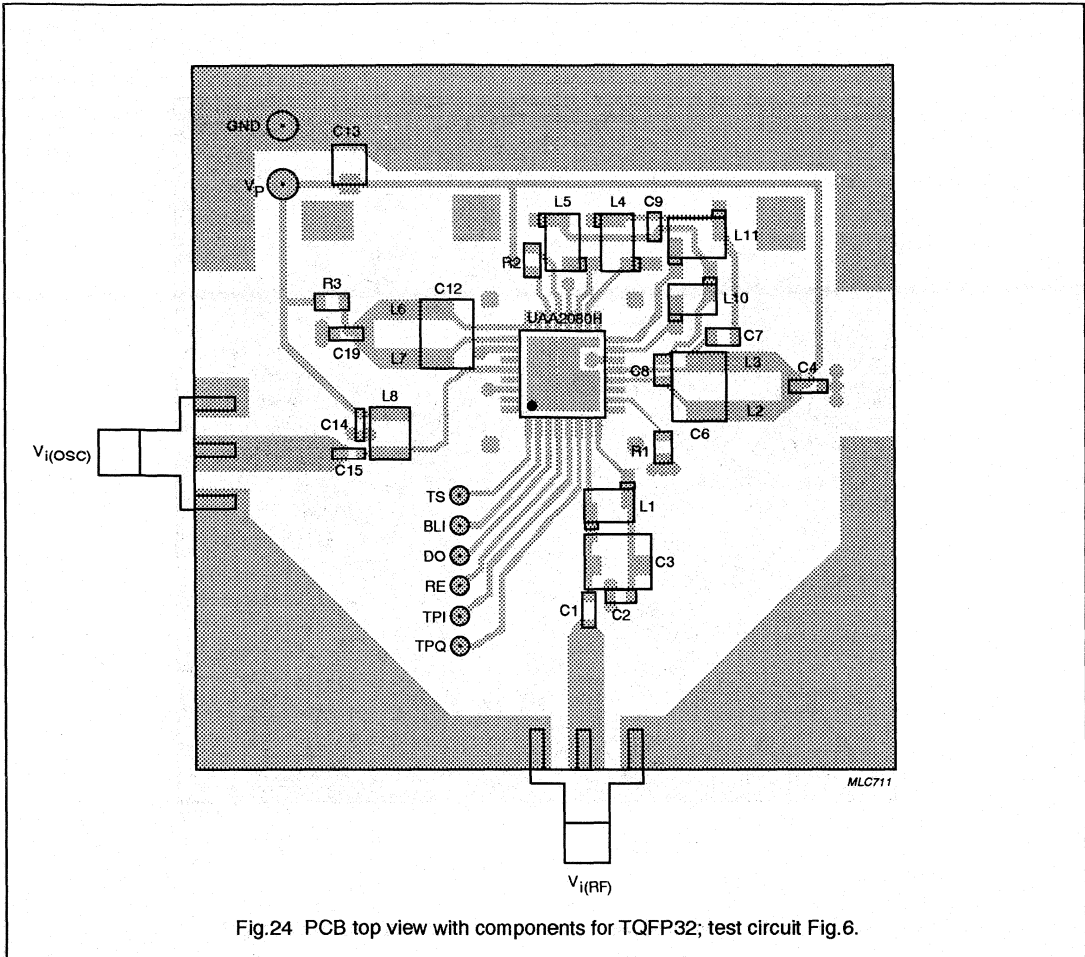 GND
C13
VP
L5
L4
C9
L11
R2
R3
C12
L10
UAA2080H
L6
C7
C19
L7
L3
C8
C4
L8
L2
C14
C6
Vi(OSC)
R1
C15
TS
L1
BLI
DO
C3
RE
C1
C2
TPI
TPQ
MLC711
Vi(RF)
Fig.24 PCB top view with components for TQFP32; test circuit Fig.6.